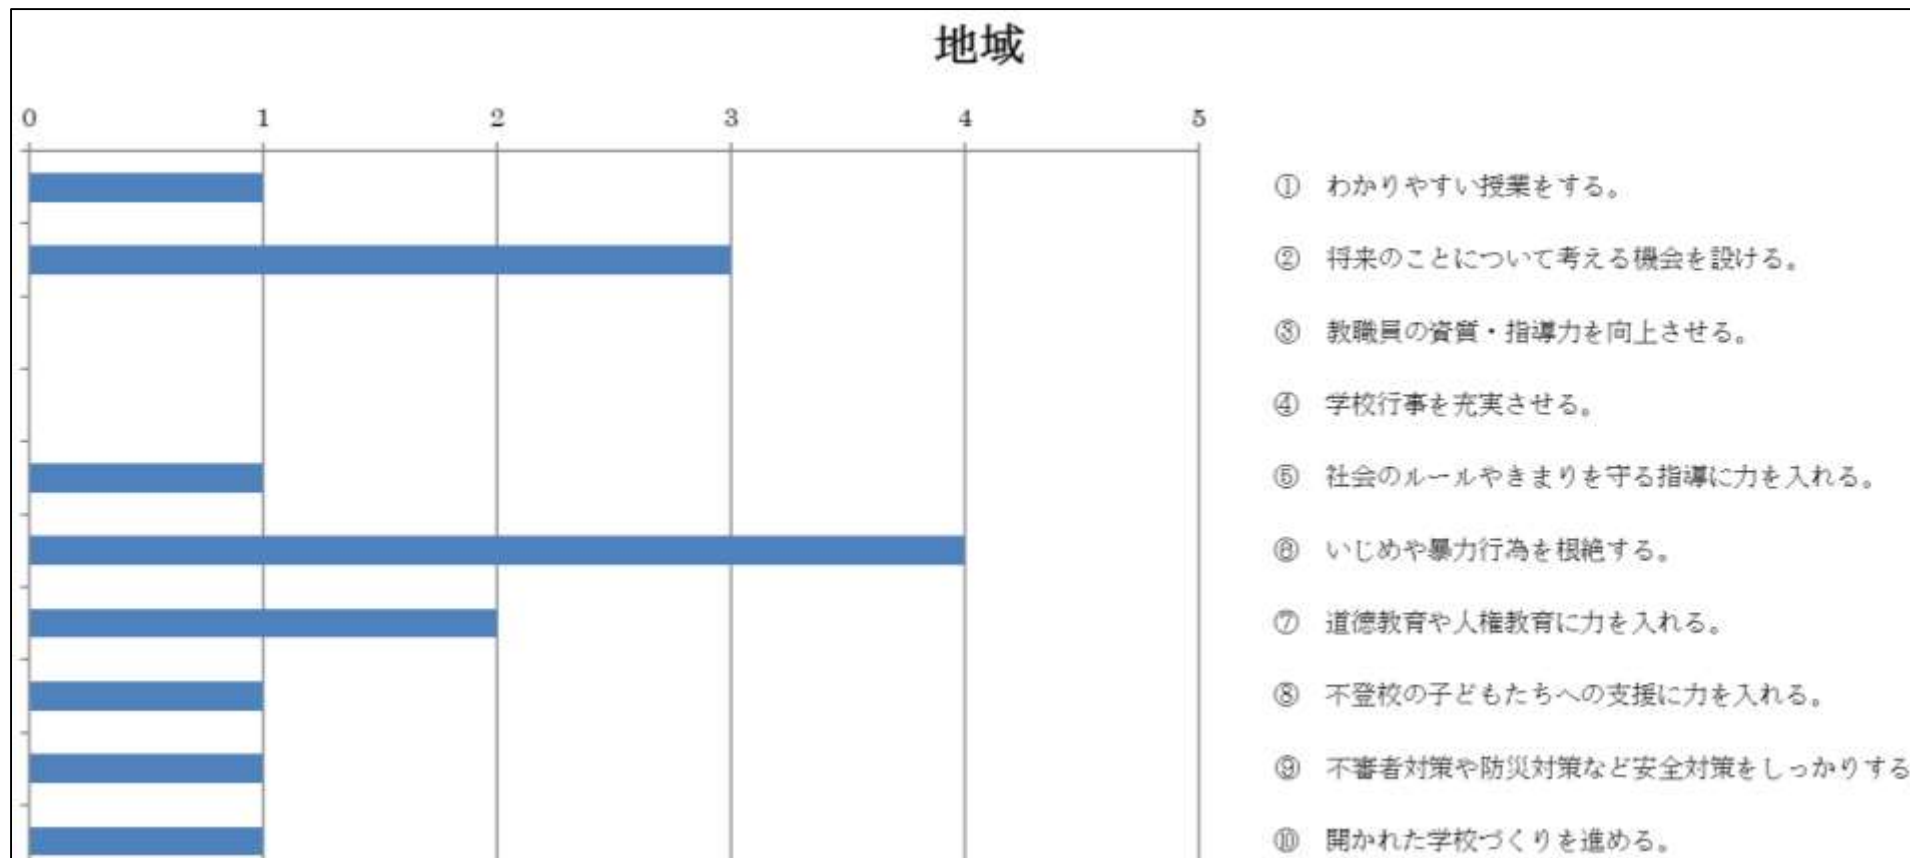 地域
0 1 2 3 4 5
① わかりやすい授業をする。
② 将来のことについて考える機会を設ける。
③ 教職員の資質・指導力を向上させる。
④ 学校行事を充実させる。
⑤ 社会のルールやきまりを守る指導に力を入れる。
⑥ いじめや暴力行為を根絶する。
⑦ 道徳教育や人権教育に力を入れる。
⑧ 不登校の子どもたちへの支援に力を入れる。
⑨ 不審者対策や防災対策など安全対策をしっかりする
⑩ 開かれた学校づくりを進める。